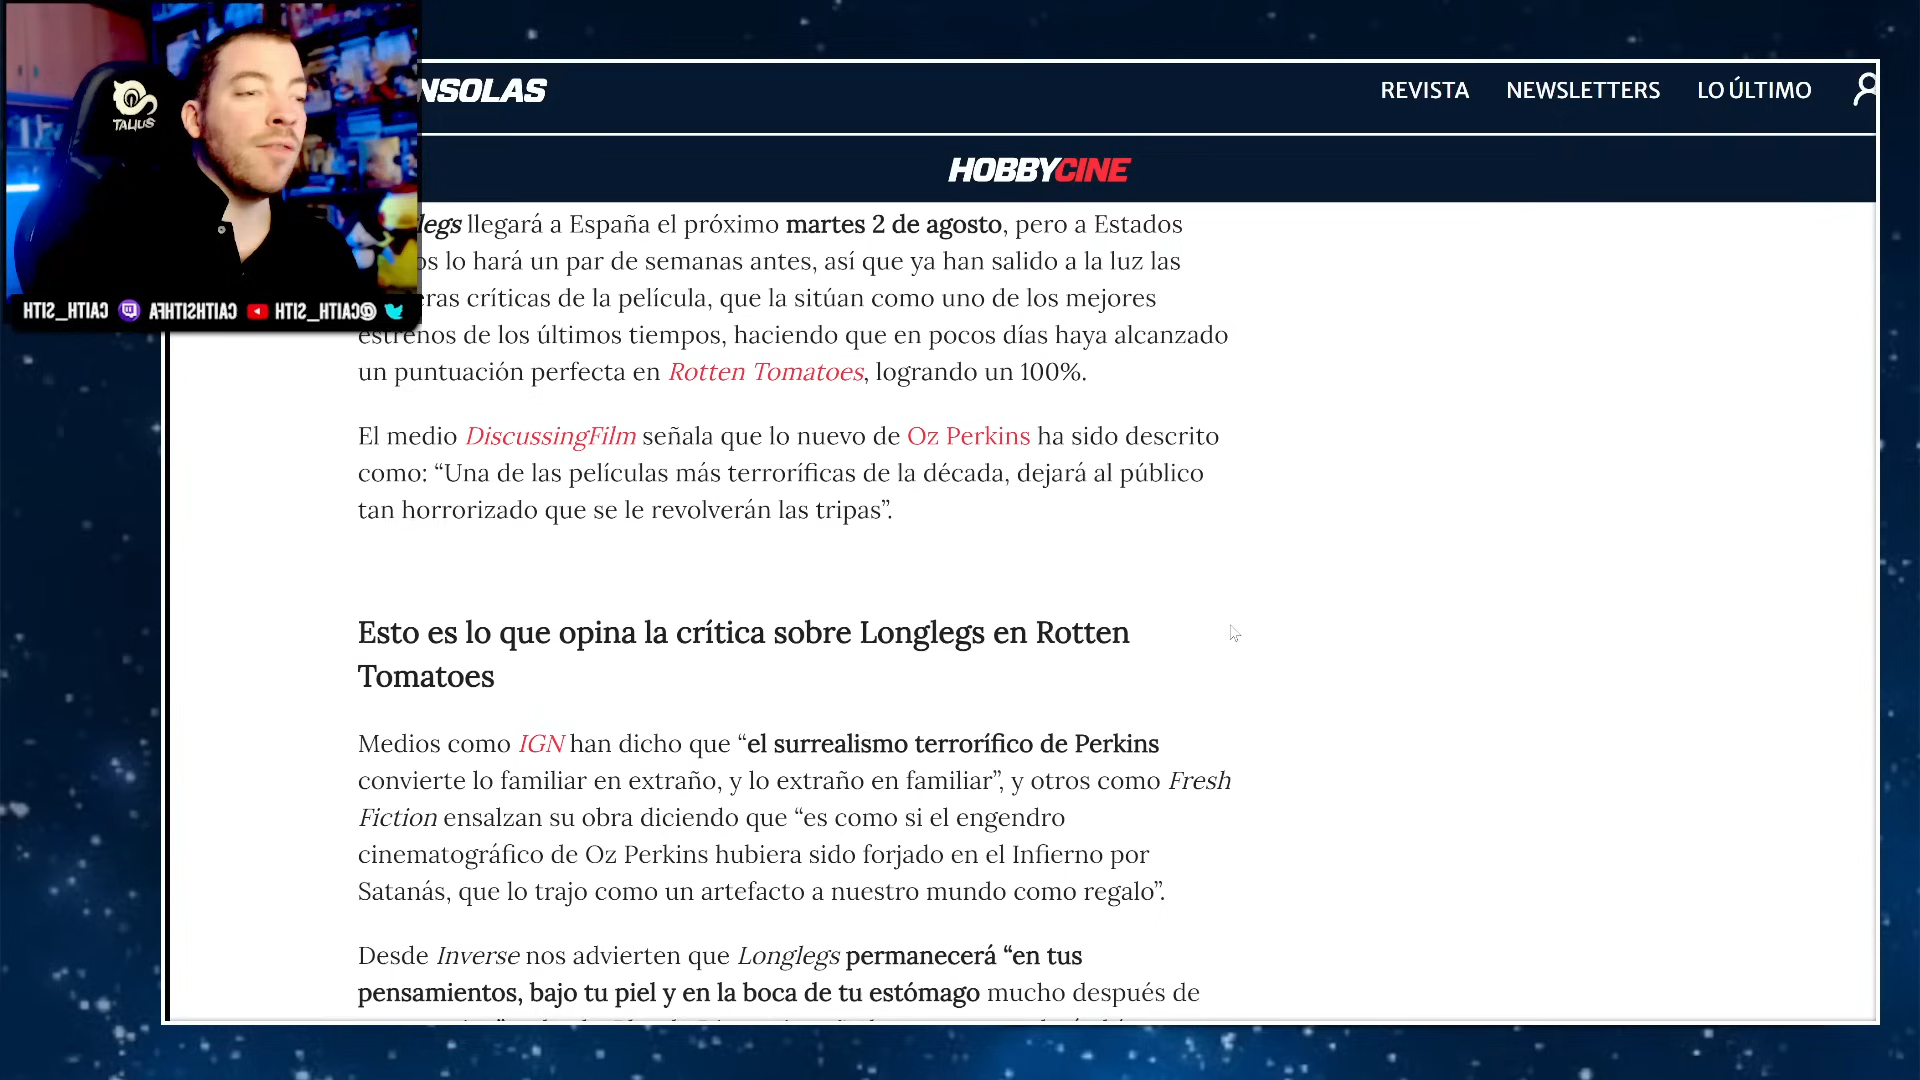 TALIUS
CAITH_SITH CAITHSITHFA @CAITH_SITH
NSOLAS
REVISTA NEWSLETTERS LO ÚLTIMO
HOBBYCINE
legs llegará a España el próximo martes 2 de agosto, pero a Estados
os lo hará un par de semanas antes, así que ya han salido a la luz las
eras críticas de la película, que la sitúan como uno de los mejores
estrenos de los últimos tiempos, haciendo que en pocos días haya alcanzado
un puntuación perfecta en Rotten Tomatoes, logrando un 100%.
El medio DiscussingFilm señala que lo nuevo de Oz Perkins ha sido descrito
como: “Una de las películas más terroríficas de la década, dejará al público
tan horrorizado que se le revolverán las tripas”.
Esto es lo que opina la crítica sobre Longlegs en Rotten
Tomatoes
Medios como IGN han dicho que “el surrealismo terrorífico de Perkins
convierte lo familiar en extraño, y lo extraño en familiar”, y otros como Fresh
Fiction ensalzan su obra diciendo que “es como si el engendro
cinematográfico de Oz Perkins hubiera sido forjado en el Infierno por
Satanás, que lo trajo como un artefacto a nuestro mundo como regalo”.
Desde Inverse nos advierten que Longlegs permanecerá “en tus
pensamientos, bajo tu piel y en la boca de tu estómago mucho después de